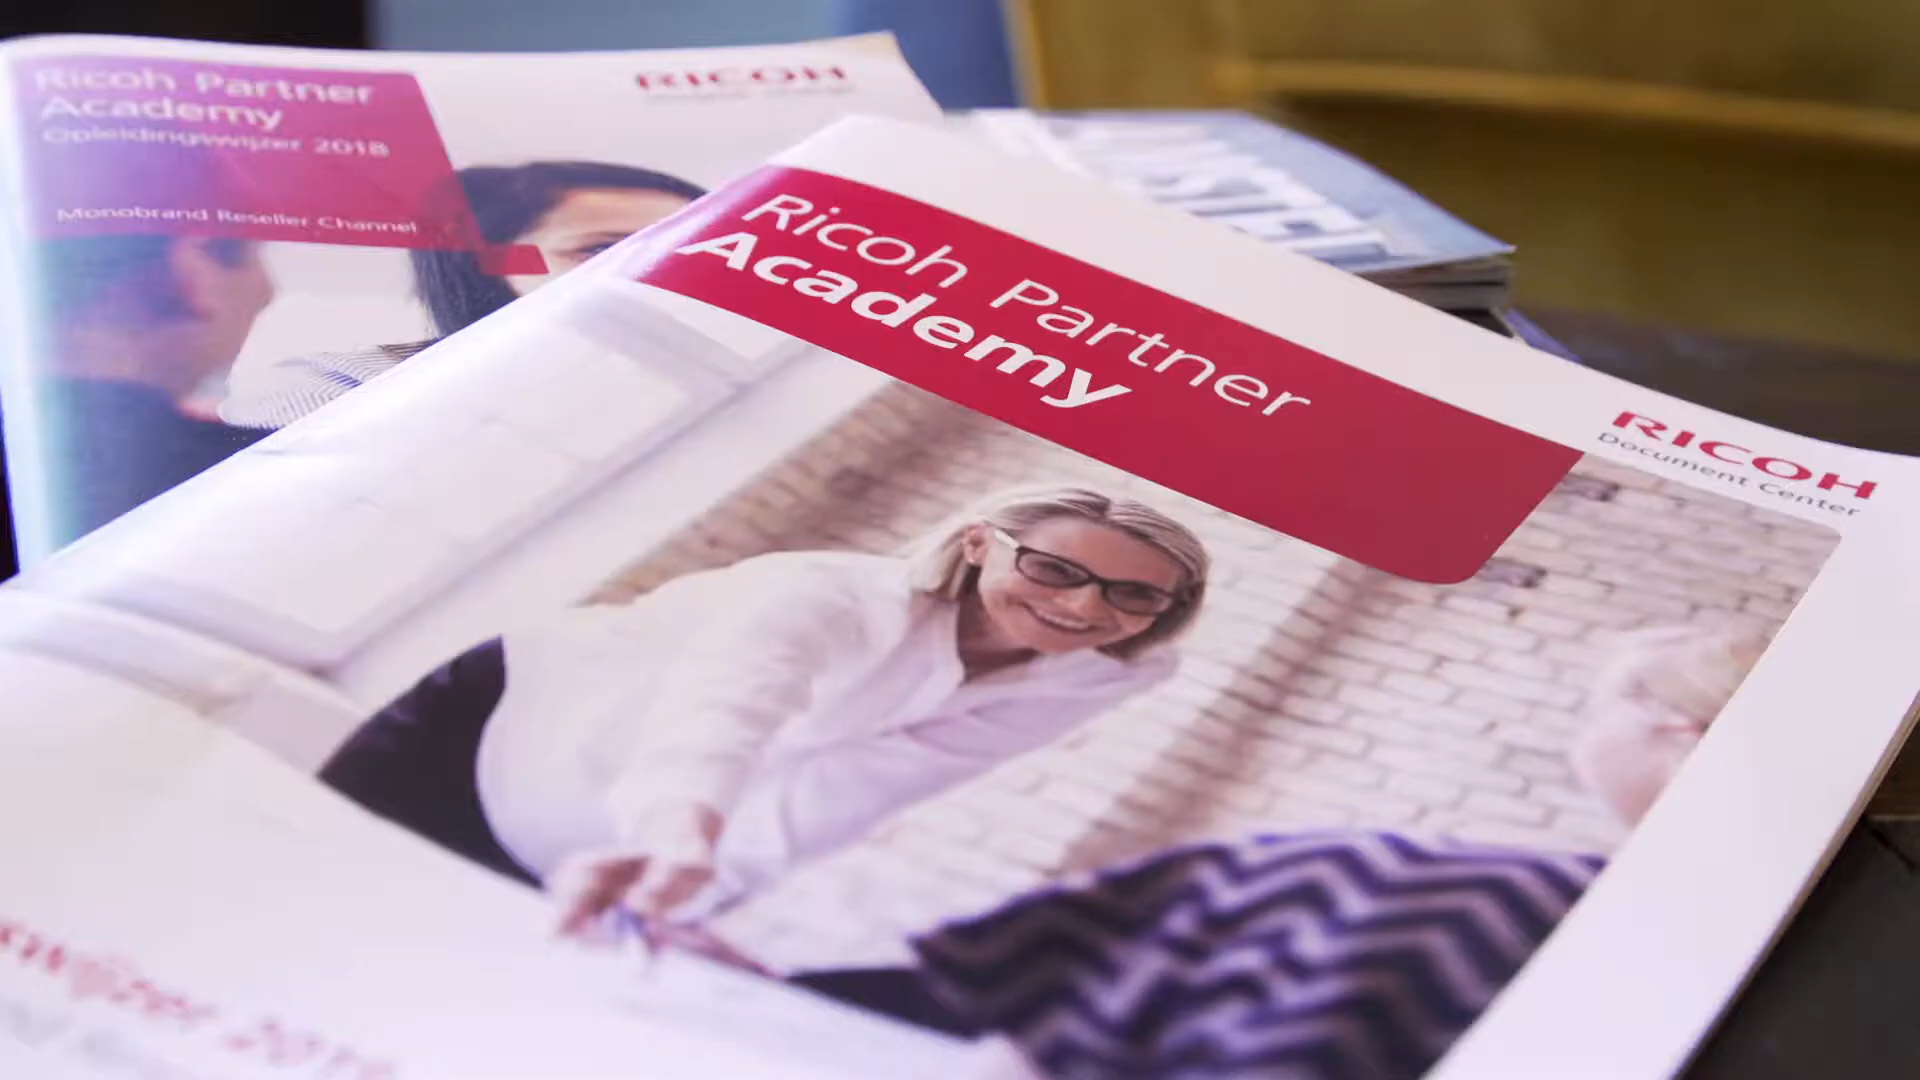 Ricoh Partner
Academy
Opleidingswijzer 2018
Monobrand Reseller Channel
RICOH
Ricoh Partner
Academy
RICOH
Document Center